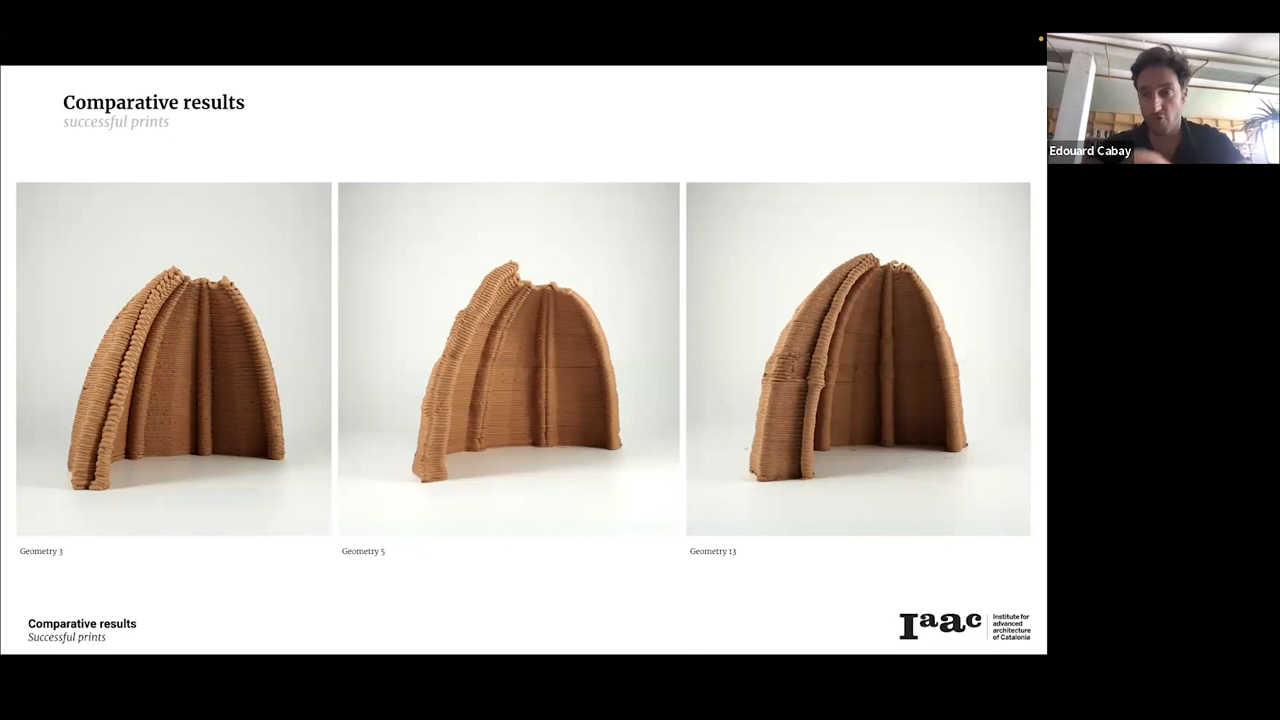 Comparative results
successful prints
Edouard Cabay
Geometry 3
Geometry 5
Geometry 13
Comparative results
Successful prints
Iaac
Institute for
advanced
architecture
of Catalonia